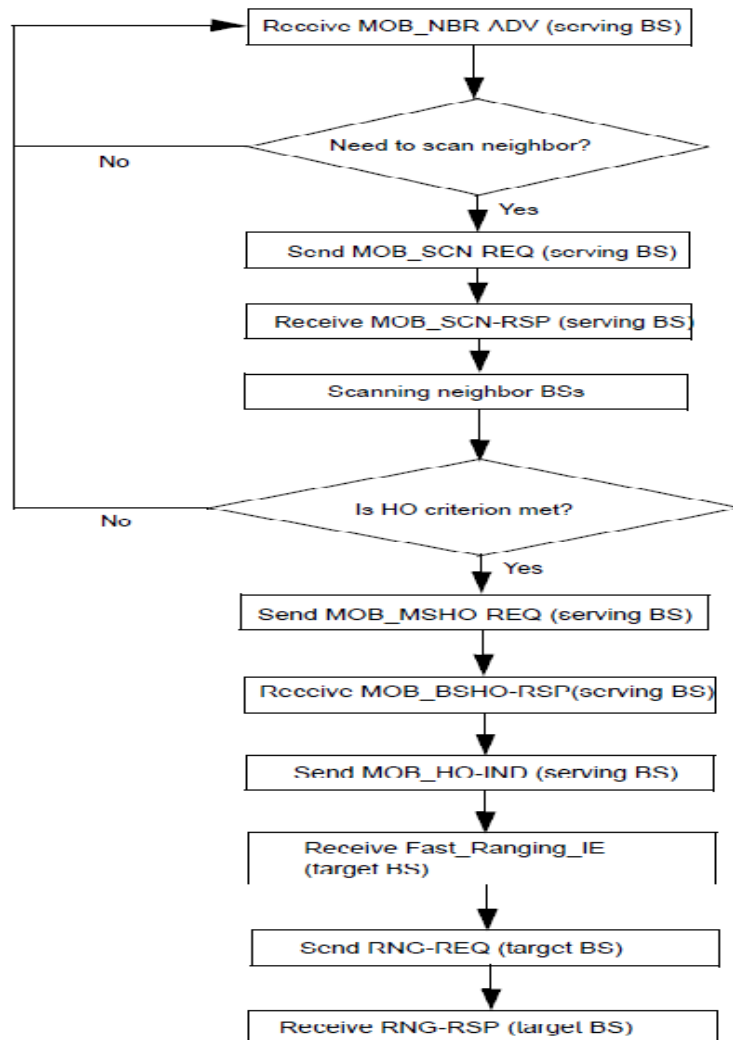 Receive MOB_NBR ADV (serving BS)
Need to scan neighbor?
No
Yes
Send MOB_SCN REQ (serving BS)
Receive MOB_SCN-RSP (serving BS)
Scanning neighbor BSs
Is HO criterion met?
No
Yes
Send MOB_MSHO REQ (serving BS)
Receive MOB_BSHO-RSP(serving BS)
Send MOB_HO-IND (serving BS)
Receive Fast_Ranging_IE
(target BS)
Send RNG-REQ (target BS)
Receive RNG-RSP (target BS)